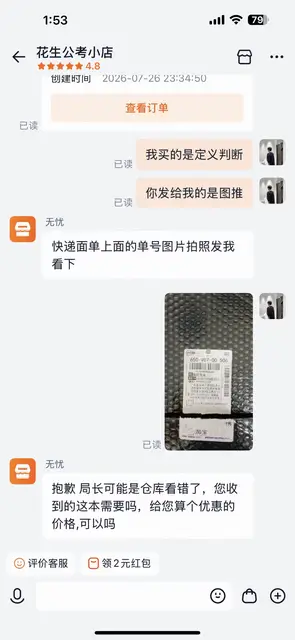 1:53
79
花生公考小店
4.8
创建时间 2026-07-26 23:34:50
查看订单
已读
我买的是定义判断
已读
你发给我的是图推
已读
无忧
快递面单上面的单号图片拍照发我
看下
已读
无忧
抱歉 局长可能是仓库看错了，您收
到的这本需要吗，给您算个优惠的
价格,可以吗
评价客服
领2元红包